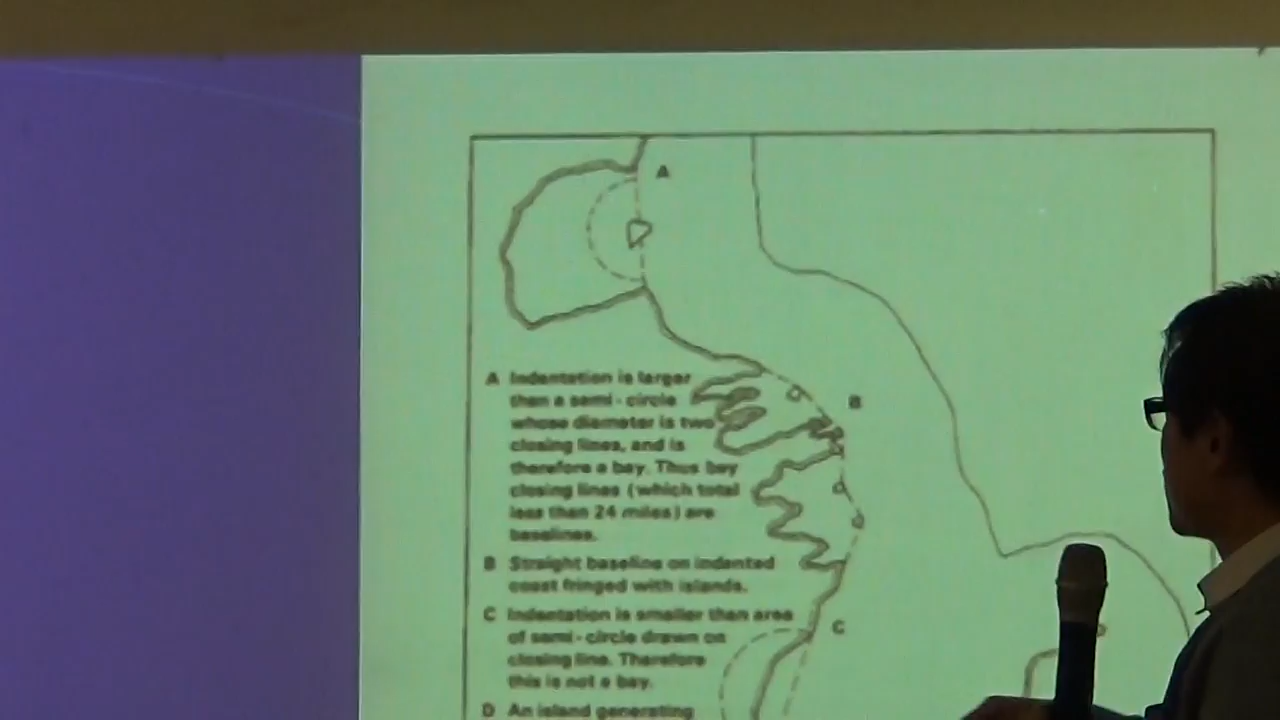 A
B
A Indentation is larger
than a semi-circle
whose diameter is two
closing lines, and is
therefore a bay. Thus bay
closing lines (which total
less than 24 miles) are
baselines.
B Straight baseline on indented
coast fringed with islands.
C Indentation is smaller than area
of semi-circle drawn on
closing line. Therefore
this is not a bay.
C
D An island generating